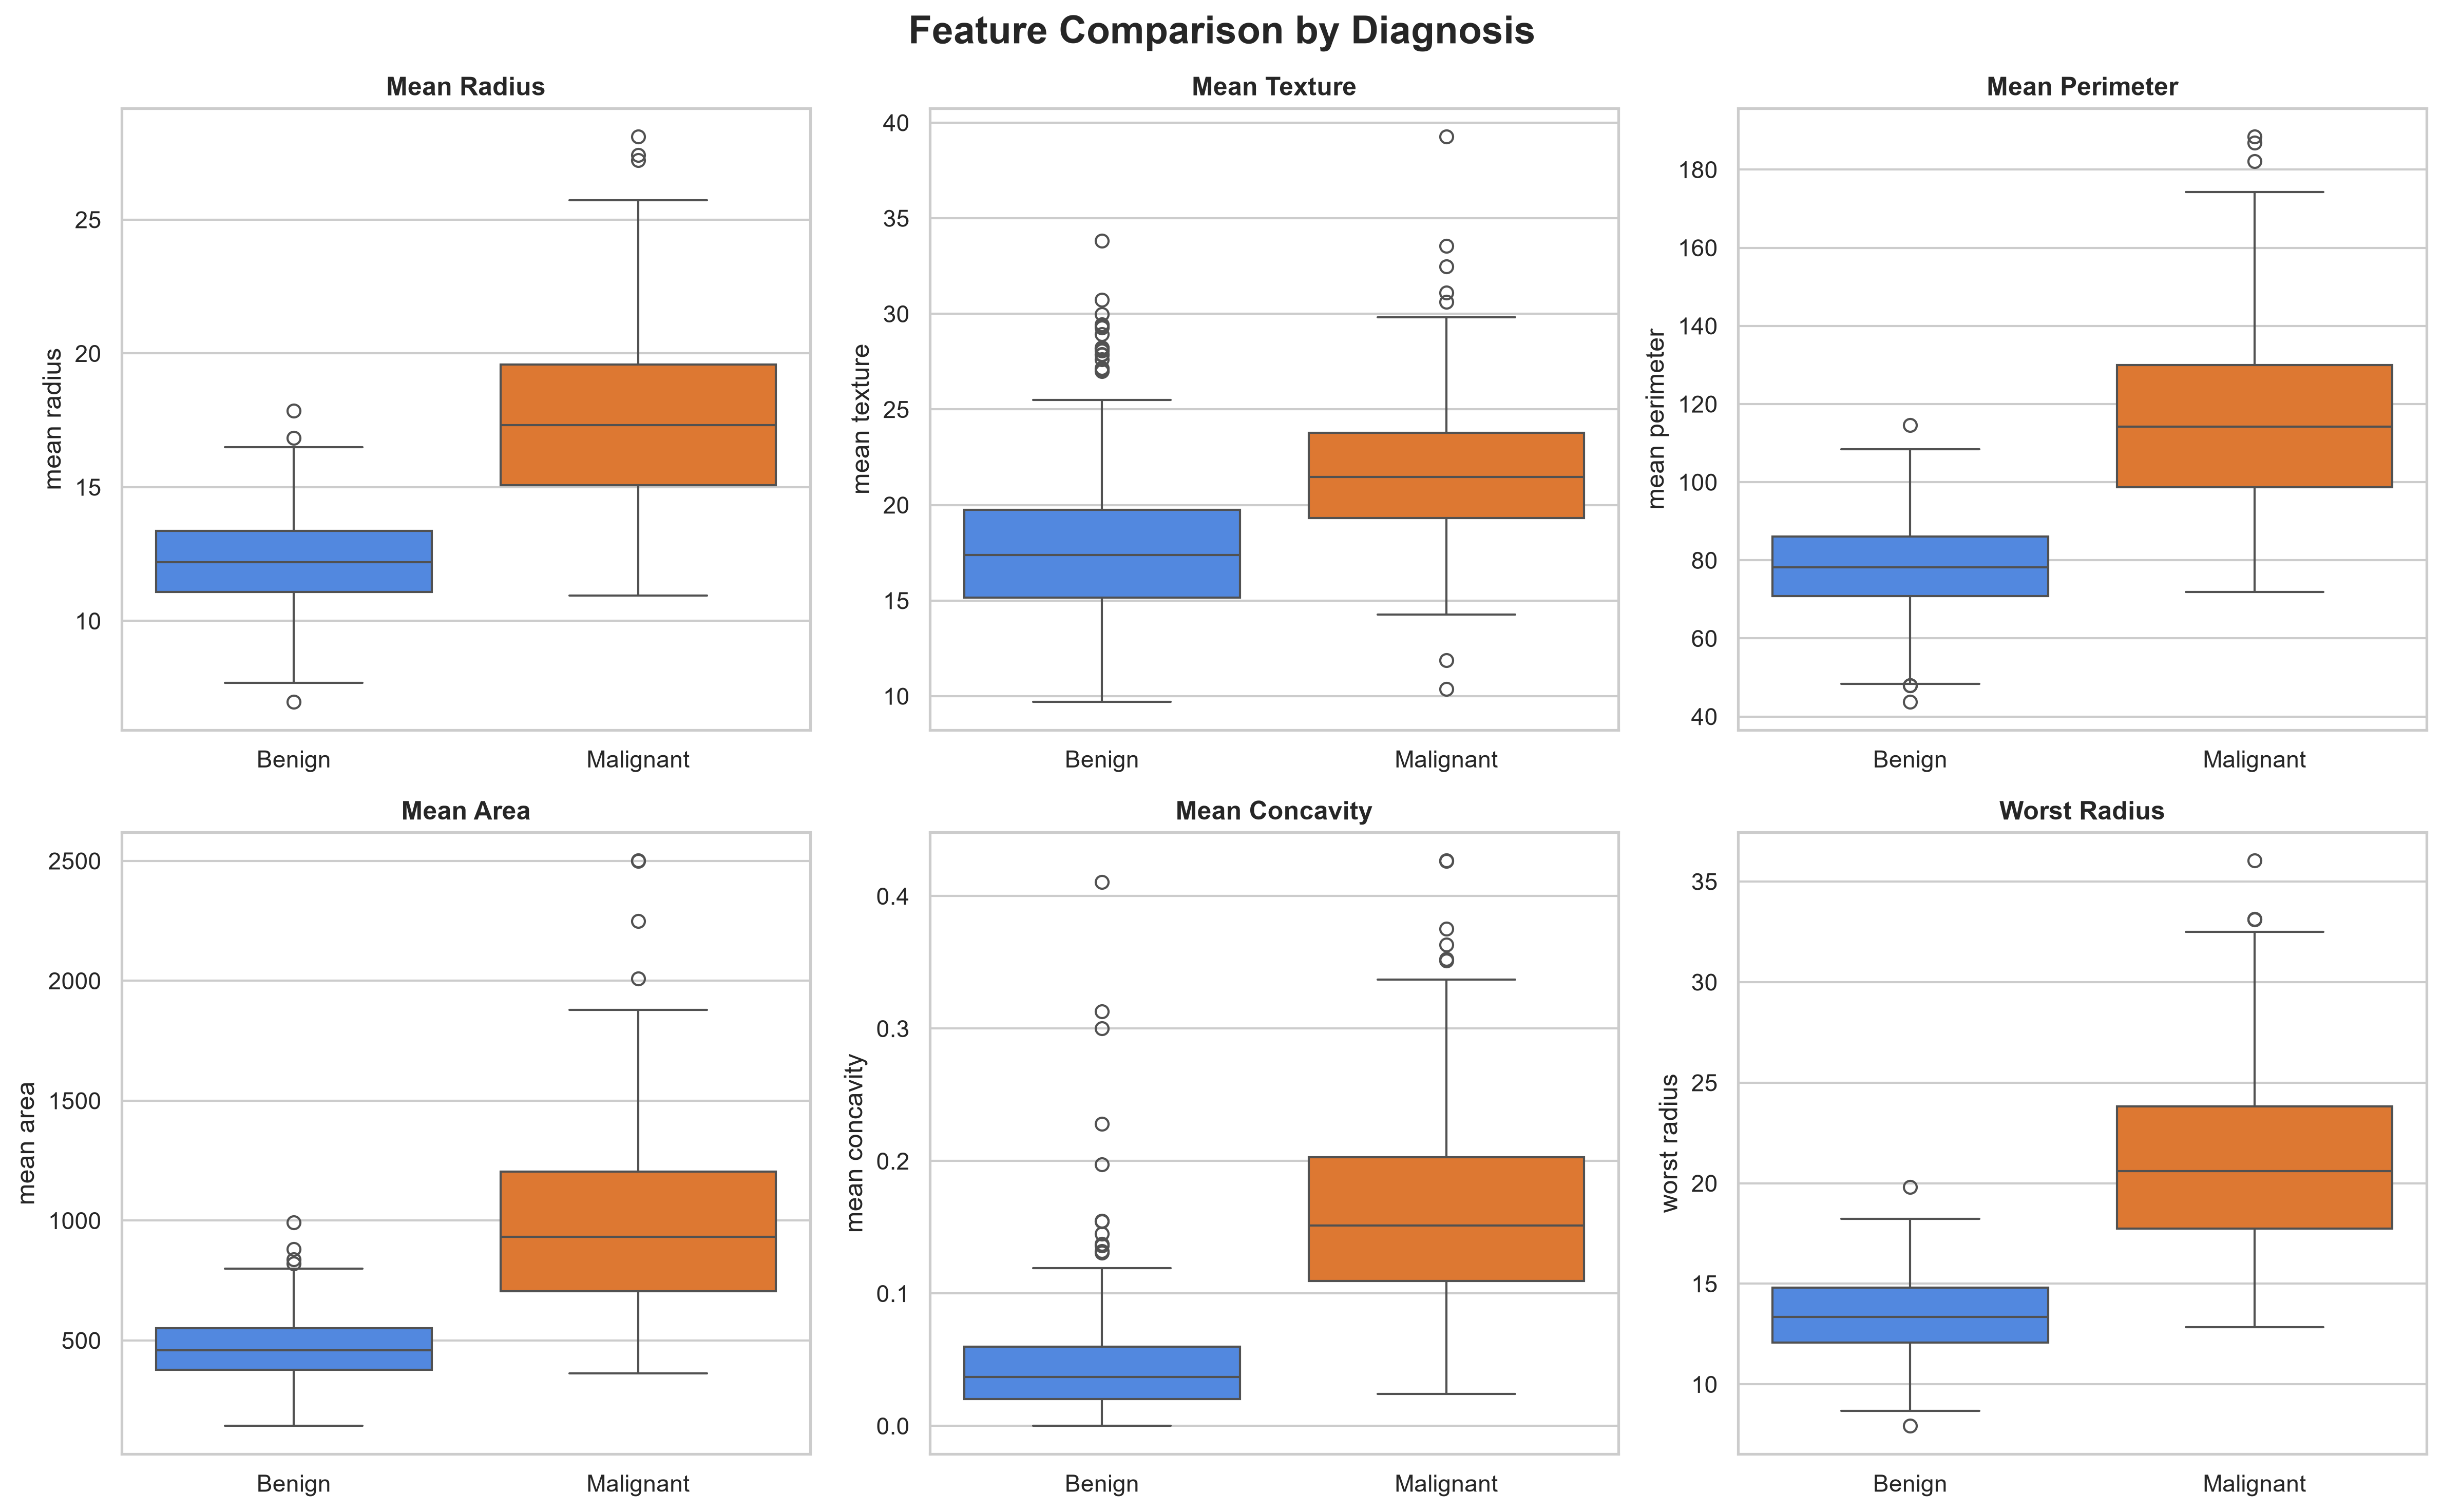 Feature Comparison by Diagnosis
Mean Radius
mean radius
25
20
15
10
Benign
Malignant
Mean Texture
mean texture
40
35
30
25
20
15
10
Benign
Malignant
Mean Perimeter
mean perimeter
180
160
140
120
100
80
60
40
Benign
Malignant
Mean Area
mean area
2500
2000
1500
1000
500
Benign
Malignant
Mean Concavity
mean concavity
0.4
0.3
0.2
0.1
0.0
Benign
Malignant
Worst Radius
worst radius
35
30
25
20
15
10
Benign
Malignant